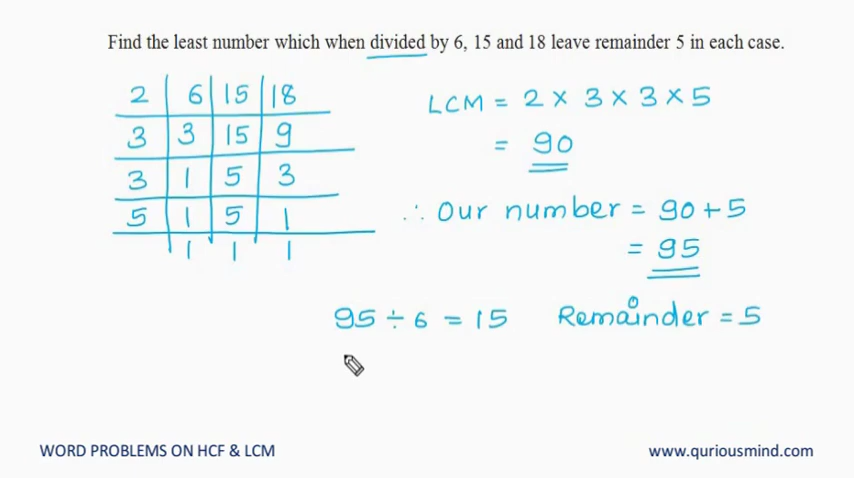 Find the least number which when divided by 6, 15 and 18 leave remainder 5 in each case.
2 6 15 18
3 3 15 9
3 1 5 3
5 1 5 1
1 1 1
LCM = 2 × 3 × 3 × 5
= 90
∴ Our number = 90 + 5
= 95
95 ÷ 6 = 15 Remainder = 5
WORD PROBLEMS ON HCF & LCM
www.quriousmind.com